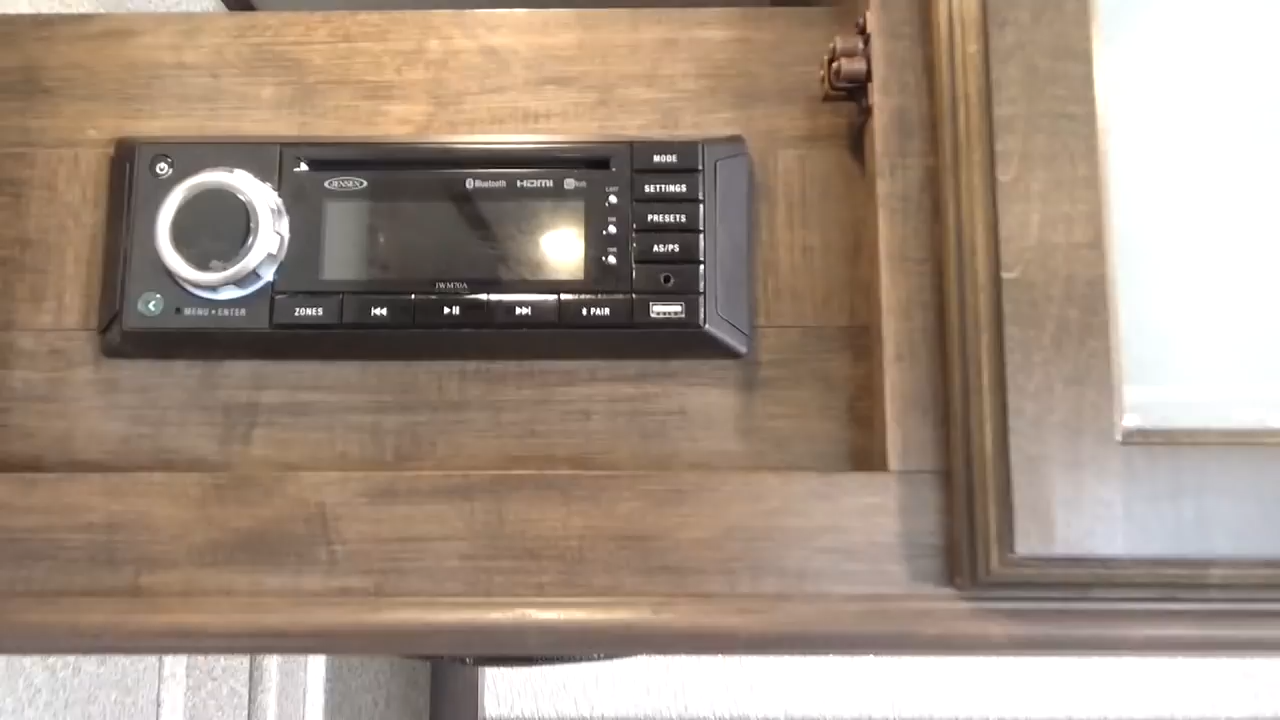 JENSEN
Bluetooth
HDMI
MODE
SETTINGS
PRESETS
AS/PS
JWM70A
MENU • ENTER
ZONES
PAIR